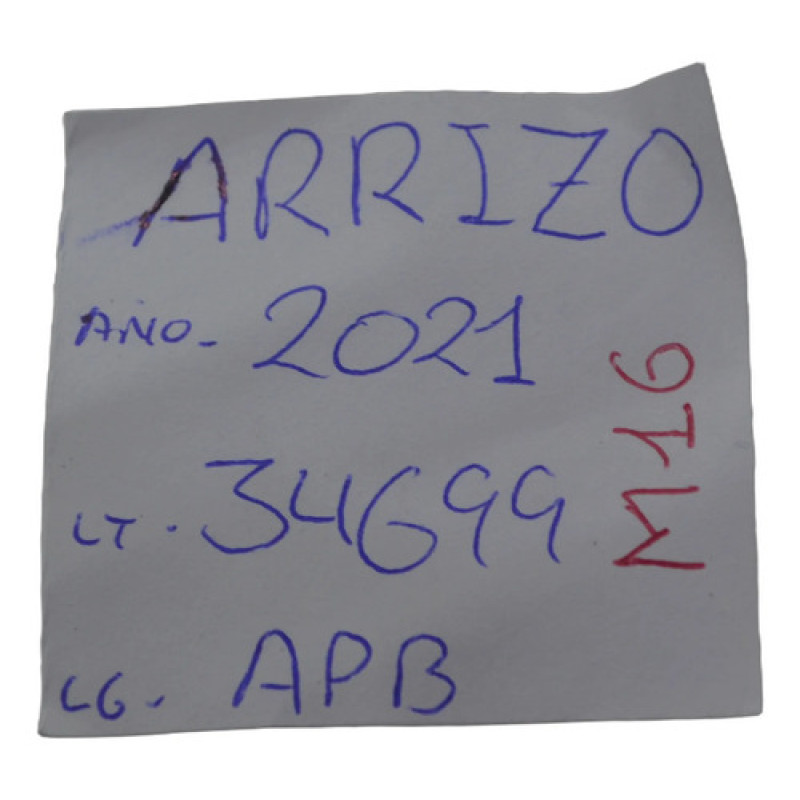 ARRIZO
ANO- 2021
LT. 34699
LG. APB
M16